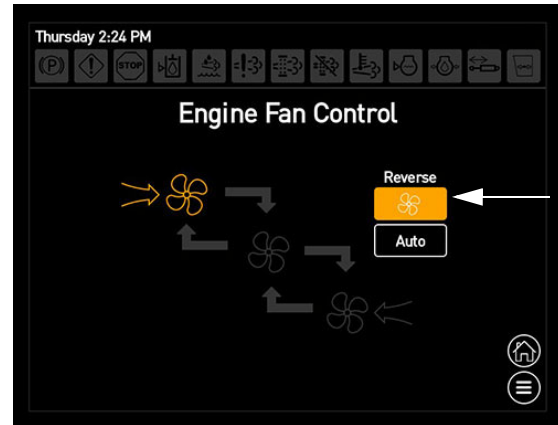 Thursday 2:24 PM
(P)
STOP
Engine Fan Control
Reverse
Auto